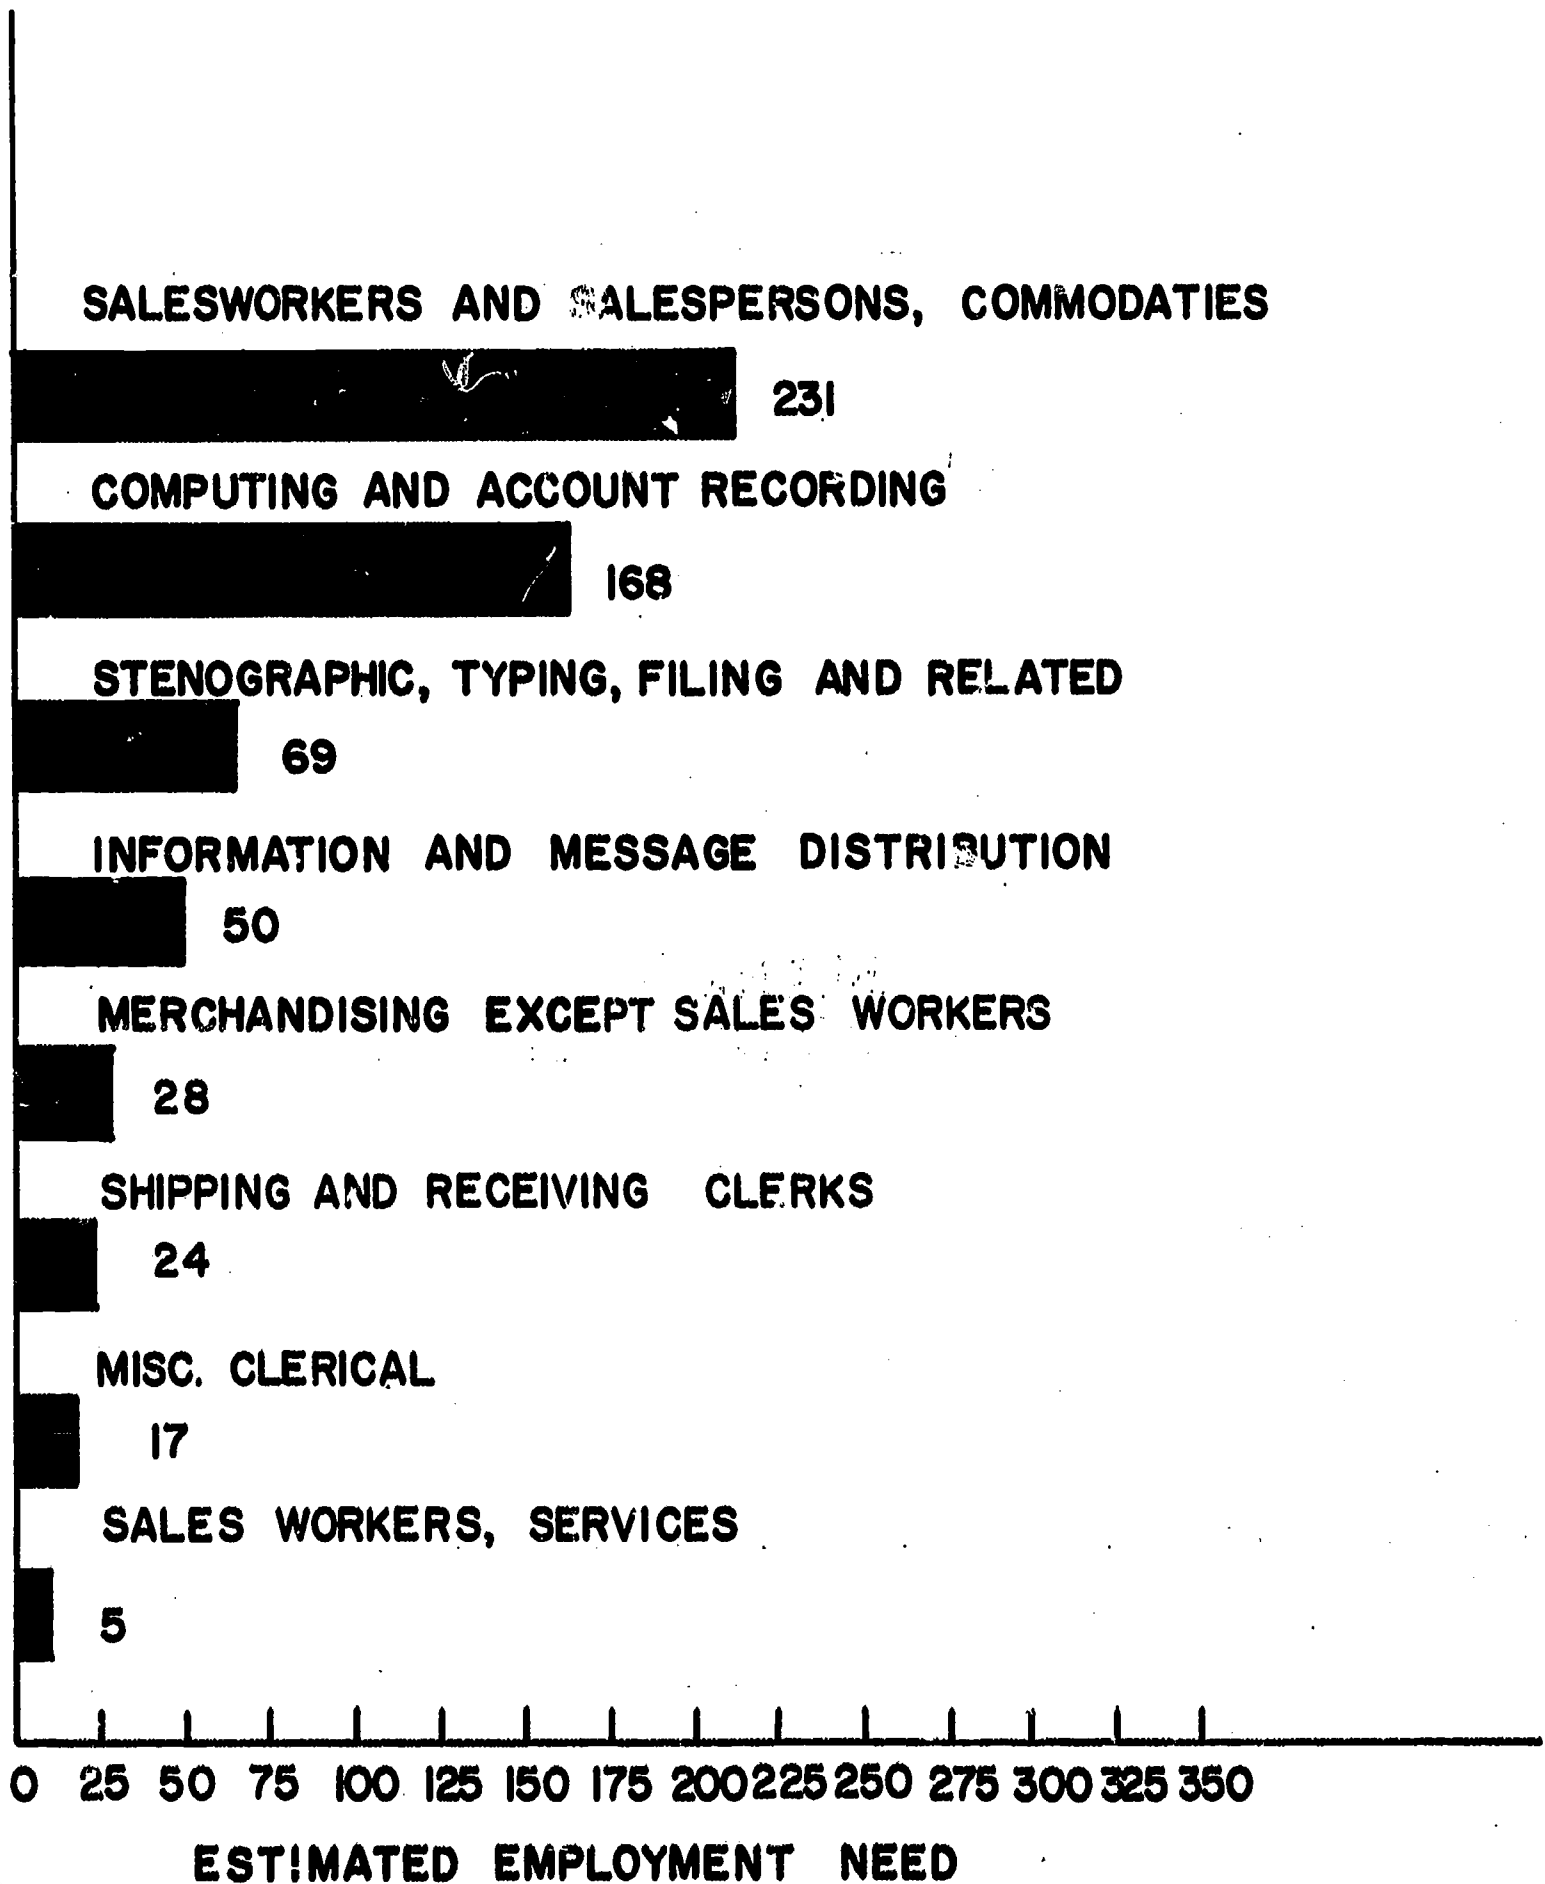 SALESWORKERS AND SALESPERSONS, COMMODATIES
231
COMPUTING AND ACCOUNT RECORDING
168
STENOGRAPHIC, TYPING, FILING AND RELATED
69
INFORMATION AND MESSAGE DISTRIBUTION
50
MERCHANDISING EXCEPT SALES WORKERS
28
SHIPPING AND RECEIVING CLERKS
24
MISC. CLERICAL
17
SALES WORKERS, SERVICES
5
0 25 50 75 100 125 150 175 200 225 250 275 300 325 350
ESTIMATED EMPLOYMENT NEED